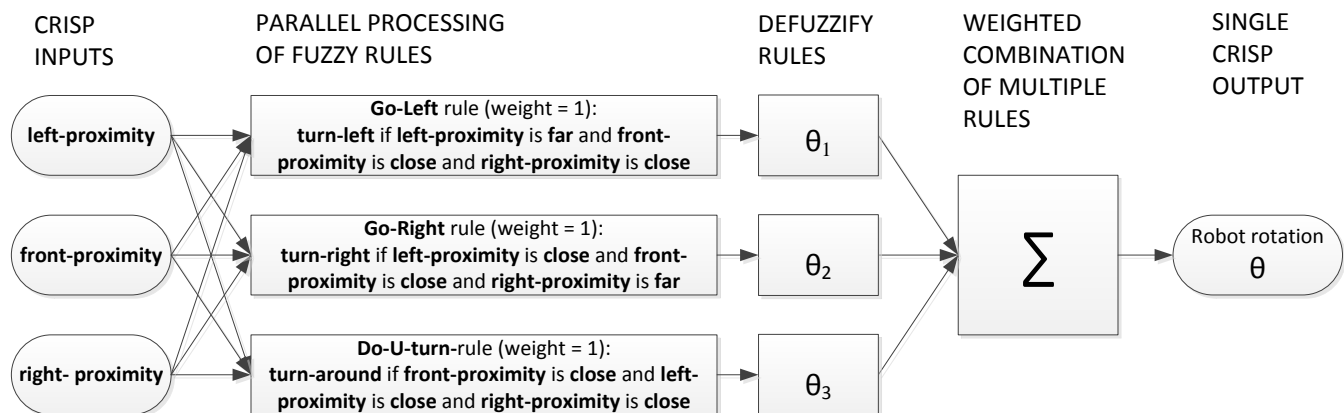 CRISP
INPUTS
PARALLEL PROCESSING
OF FUZZY RULES
DEFUZZIFY
RULES
WEIGHTED
COMBINATION
OF MULTIPLE
RULES
SINGLE
CRISP
OUTPUT
left-proximity
front-proximity
right- proximity
Go-Left rule (weight = 1):
turn-left if left-proximity is far and front-
proximity is close and right-proximity is close
Go-Right rule (weight = 1):
turn-right if left-proximity is close and front-
proximity is close and right-proximity is far
Do-U-turn-rule (weight = 1):
turn-around if front-proximity is close and left-
proximity is close and right-proximity is close
θ1
θ2
θ3
Σ
Robot rotation
θ